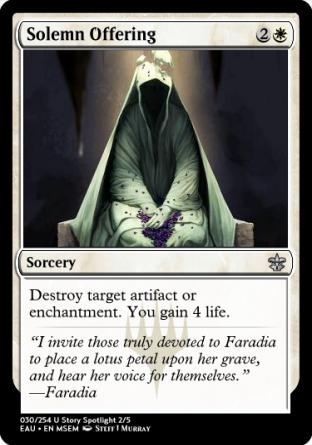 Solemn Offering 2
Sorcery
Destroy target artifact or
enchantment. You gain 4 life.
“I invite those truly devoted to Faradia
to place a lotus petal upon her grave,
and hear her voice for themselves.”
—Faradia
030/254 U Story Spotlight 2/5
EAU • EN MSEM Steff Murray